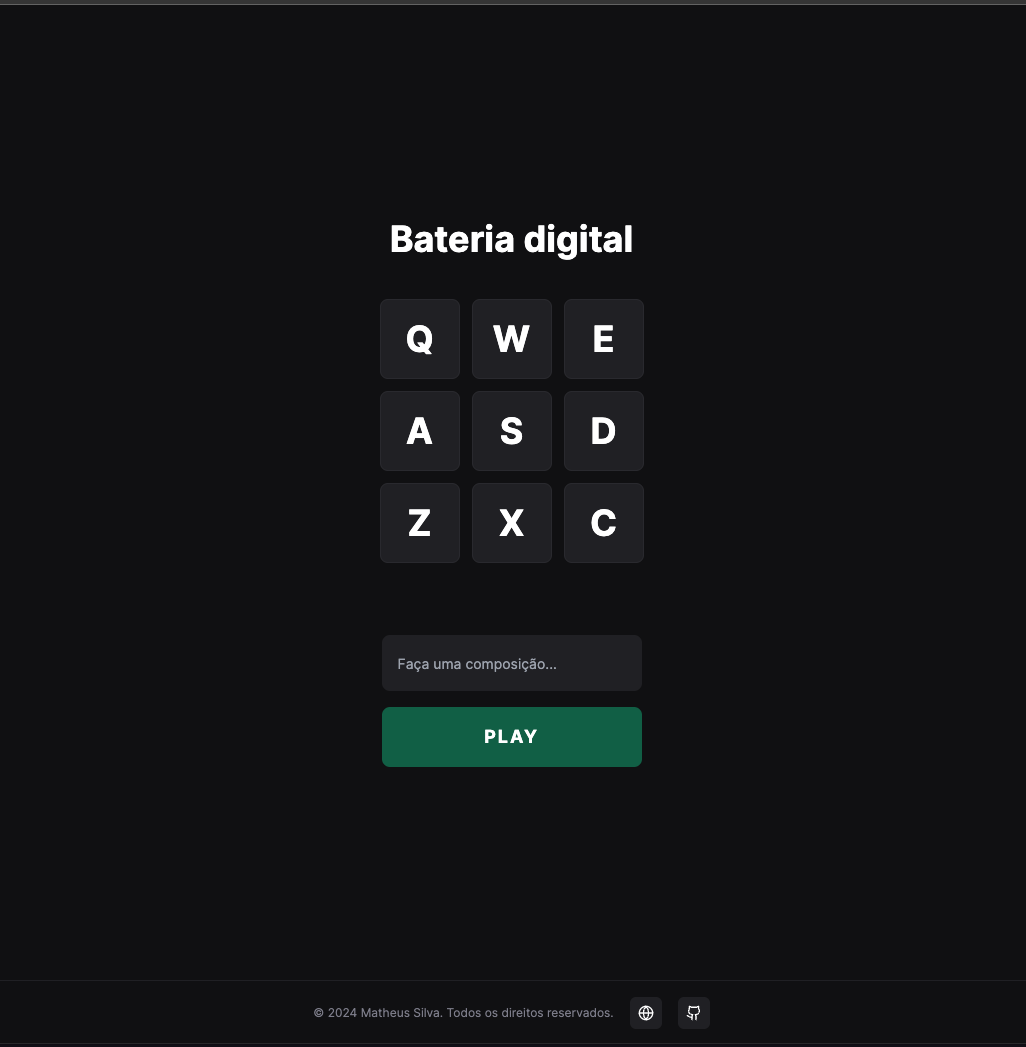 Bateria digital
Q W E
A S D
Z X C
Faça uma composição...
PLAY
© 2024 Matheus Silva. Todos os direitos reservados.